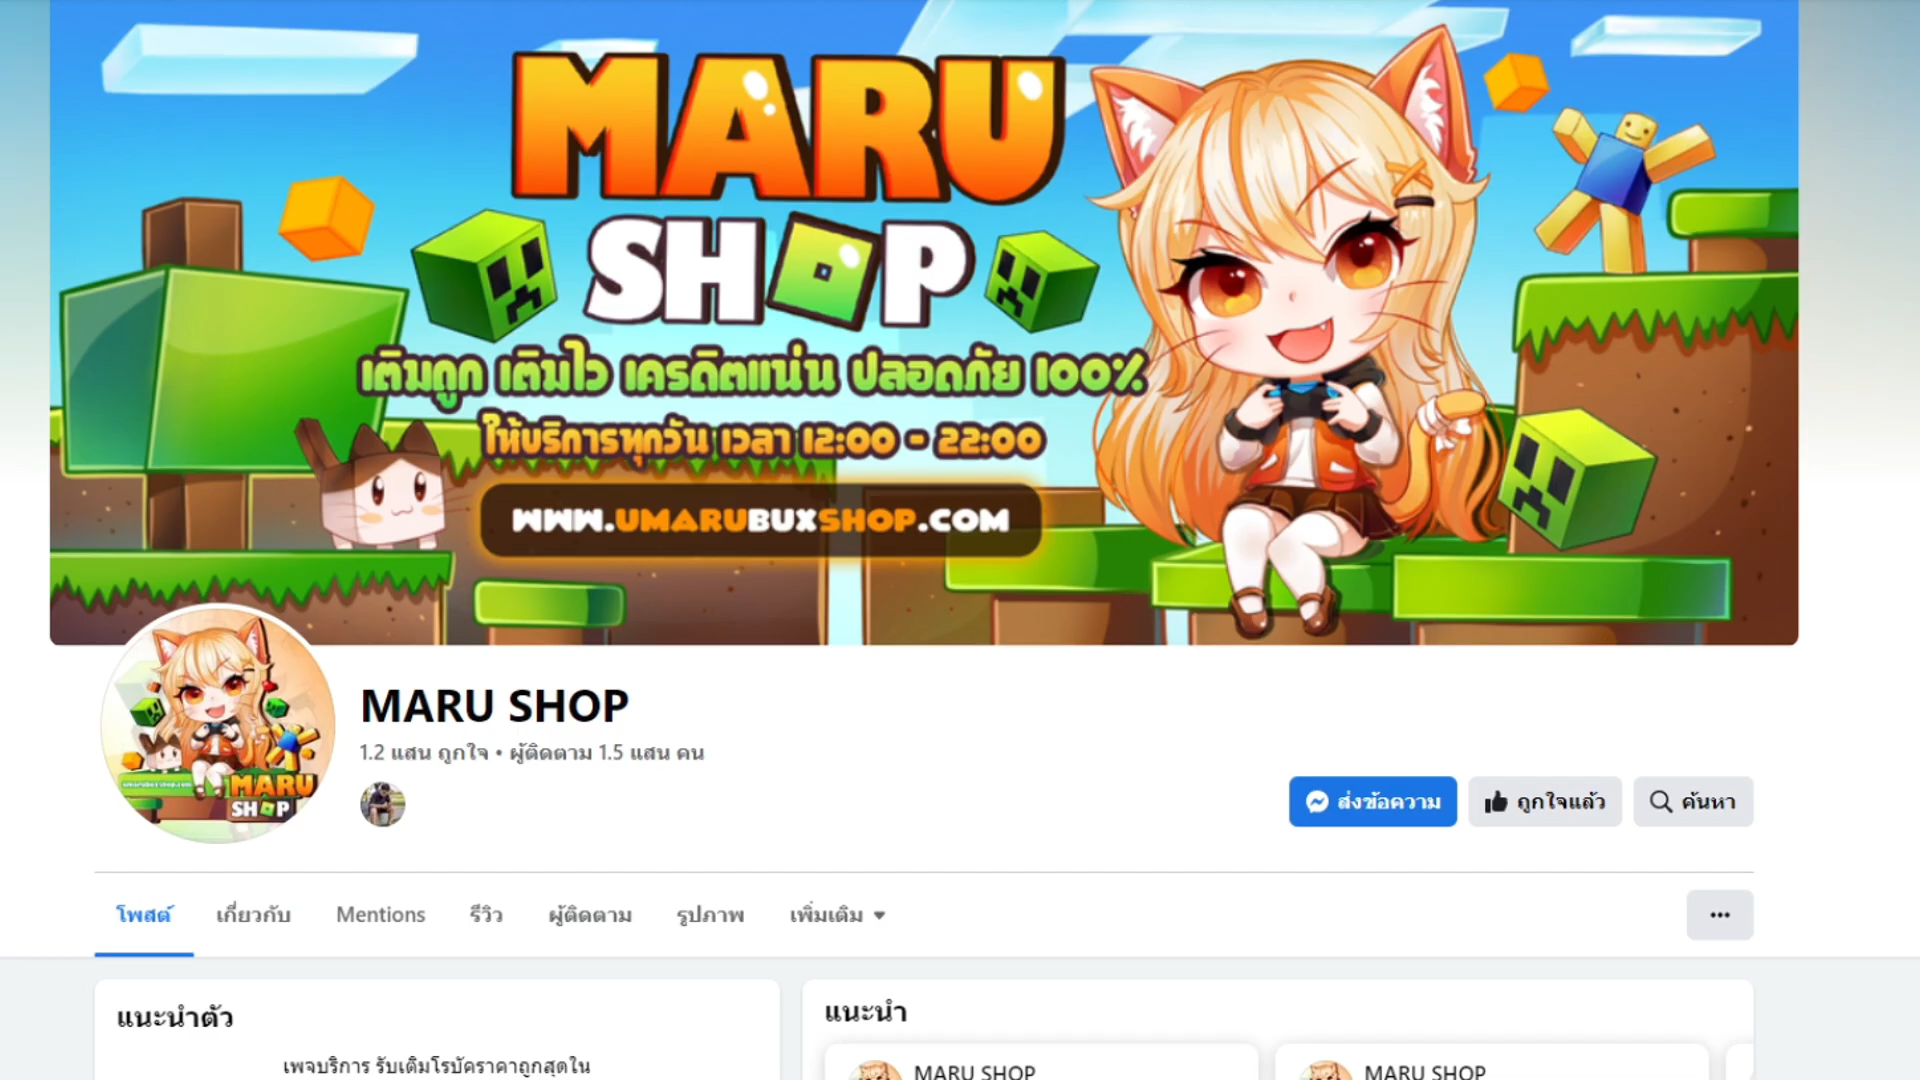 MARU
SHOP
เติมถูก เติมไว เครดิตแน่น ปลอดภัย 100%
ให้บริการทุกวัน เวลา 12:00 - 22:00
WWW.UMARUBUXSHOP.COM
MARU
SHOP
MARU SHOP
1.2 แสน ถูกใจ • ผู้ติดตาม 1.5 แสน คน
ส่งข้อความ
ถูกใจแล้ว
ค้นหา
โพสต์
เกี่ยวกับ
Mentions
รีวิว
ผู้ติดตาม
รูปภาพ
เพิ่มเติม
แนะนำตัว
เพจบริการ รับเติมโรบัคราคาถูกสุดใน
แนะนำ
MARU SHOP
MARU SHOP